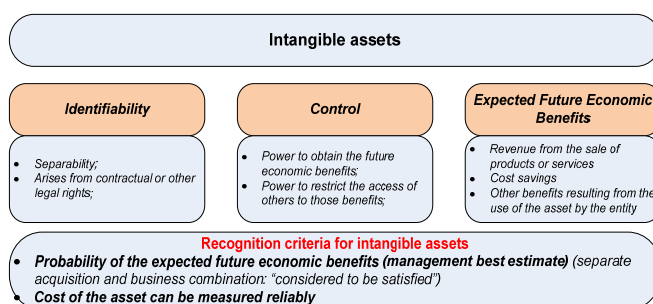 Intangible assets
Identifiability
• Separability;
• Arises from contractual or other
legal rights;
Control
• Power to obtain the future
economic benefits;
• Power to restrict the access of
others to those benefits;
Expected Future Economic
Benefits
• Revenue from the sale of
products or services
• Cost savings
• Other benefits resulting from the
use of the asset by the entity
Recognition criteria for intangible assets
• Probability of the expected future economic benefits (management best estimate) (separate
acquisition and business combination: “considered to be satisfied”)
• Cost of the asset can be measured reliably